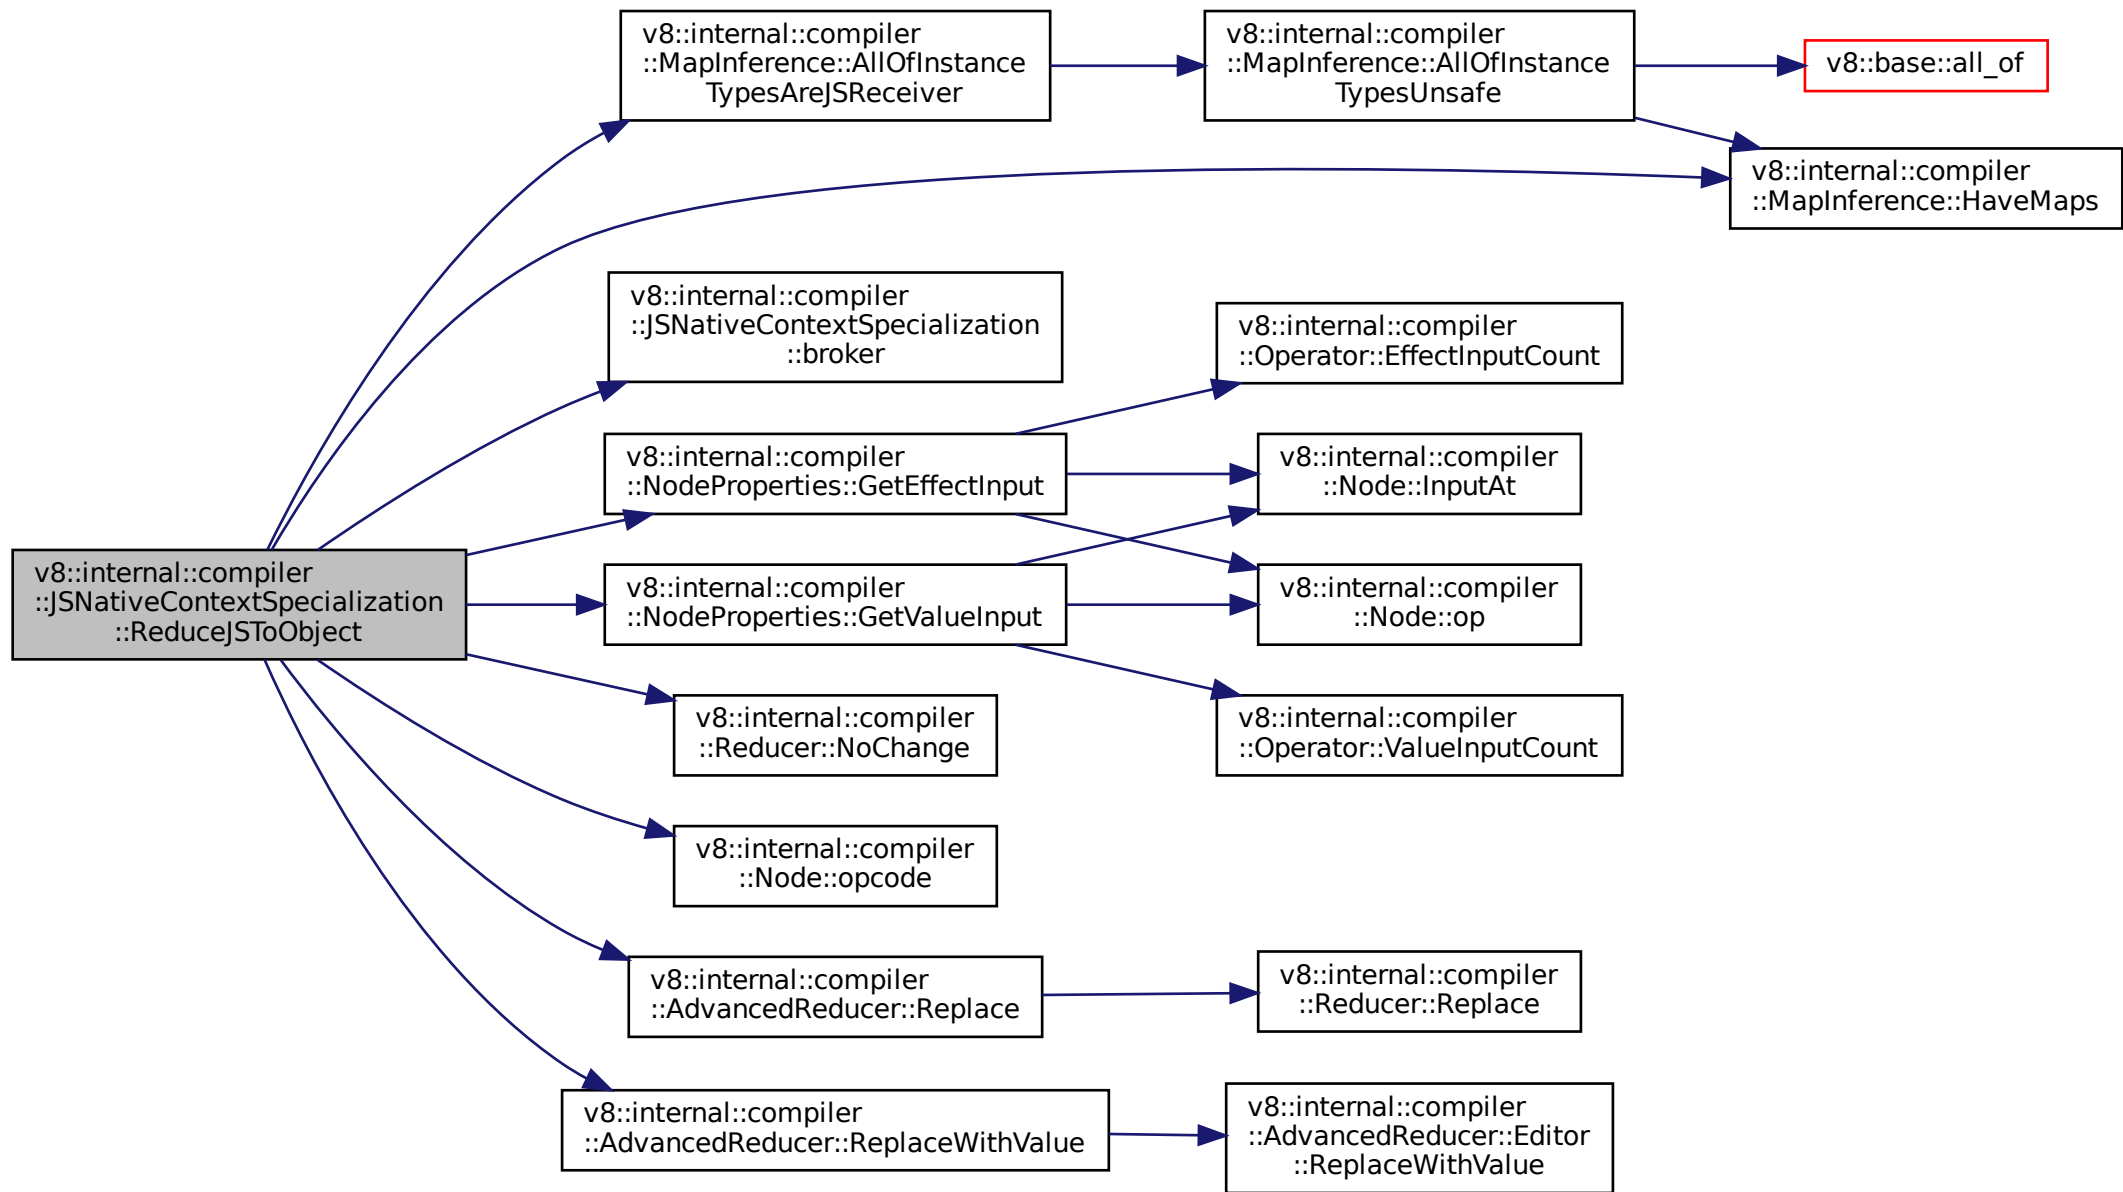 v8::internal::compiler
::JSNativeContextSpecialization
::ReduceJSToObject
v8::internal::compiler
::MapInference::AllOfInstance
TypesAreJSReceiver
v8::internal::compiler
::MapInference::AllOfInstance
TypesUnsafe
v8::base::all_of
v8::internal::compiler
::MapInference::HaveMaps
v8::internal::compiler
::JSNativeContextSpecialization
::broker
v8::internal::compiler
::NodeProperties::GetEffectInput
v8::internal::compiler
::Operator::EffectInputCount
v8::internal::compiler
::Node::InputAt
v8::internal::compiler
::Node::op
v8::internal::compiler
::NodeProperties::GetValueInput
v8::internal::compiler
::Operator::ValueInputCount
v8::internal::compiler
::Reducer::NoChange
v8::internal::compiler
::Node::opcode
v8::internal::compiler
::AdvancedReducer::Replace
v8::internal::compiler
::Reducer::Replace
v8::internal::compiler
::AdvancedReducer::ReplaceWithValue
v8::internal::compiler
::AdvancedReducer::Editor
::ReplaceWithValue